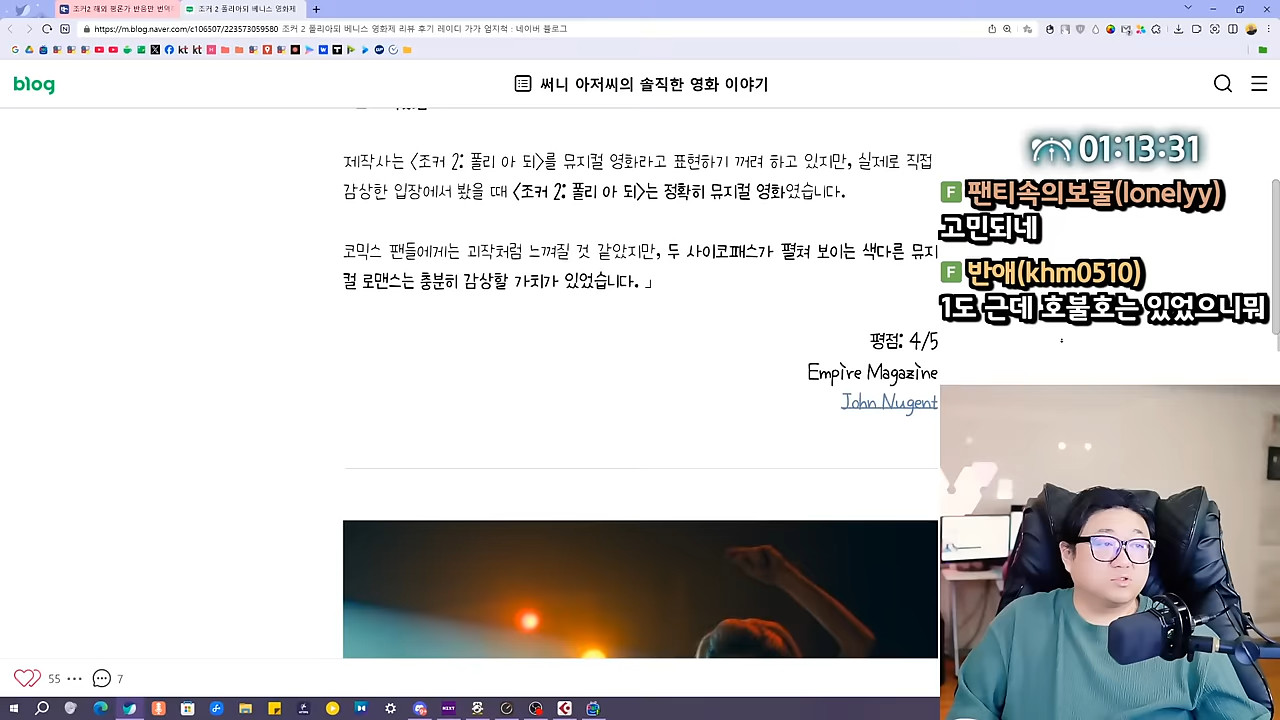 조커2 해외 평론가 반응만 번역
조커 2 폴리아되 베니스 영화제
https://m.blog.naver.com/c106507/223573059580 조커 2 폴리아되 베니스 영화제 리뷰 후기 레이디 가가 엄지척 : 네이버 블로그
blog
써니 아저씨의 솔직한 영화 이야기
제작사는 <조커 2: 폴리 아 되>를 뮤지컬 영화라고 표현하기 꺼려 하고 있지만, 실제로 직접
감상한 입장에서 봤을 때 <조커 2: 폴리 아 되>는 정확히 뮤지컬 영화였습니다.
코믹스 팬들에게는 괴작처럼 느껴질 것 같았지만, 두 사이코패스가 펼쳐 보이는 색다른 뮤지
컬 로맨스는 충분히 감상할 가치가 있었습니다. 」
평점: 4/5
Empire Magazine
John Nugent
01:13:31
F 팬티속의보물(lonelyy)
고민되네
F 반애(khm0510)
1도 근데 호불호는 있었으니뭐
55
7